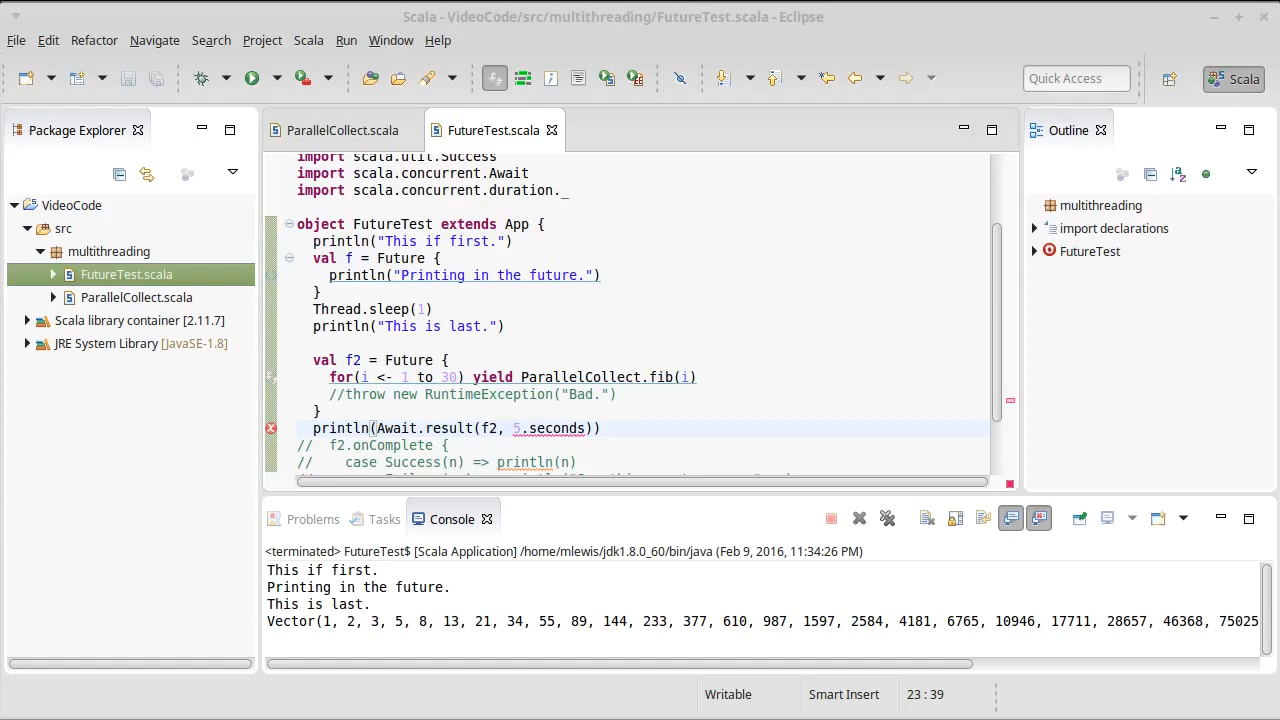 Scala - VideoCode/src/multithreading/FutureTest.scala - Eclipse
File Edit Refactor Navigate Search Project Scala Run Window Help
Quick Access
Scala
Package Explorer
ParallelCollect.scala
FutureTest.scala
Outline
VideoCode
src
multithreading
FutureTest.scala
ParallelCollect.scala
Scala library container [2.11.7]
JRE System Library [JavaSE-1.8]
import scala.util.Success
import scala.concurrent.Await
import scala.concurrent.duration._
object FutureTest extends App {
println("This if first.")
val f = Future {
println("Printing in the future.")
}
Thread.sleep(1)
println("This is last.")
val f2 = Future {
for(i <- 1 to 30) yield ParallelCollect.fib(i)
//throw new RuntimeException("Bad.")
}
println(Await.result(f2, 5.seconds))
// f2.onComplete {
// case Success(n) => println(n)
multithreading
import declarations
FutureTest
Problems Tasks Console
<terminated> FutureTest$ [Scala Application] /home/mlewis/jdk1.8.0_60/bin/java (Feb 9, 2016, 11:34:26 PM)
This if first.
Printing in the future.
This is last.
Vector(1, 2, 3, 5, 8, 13, 21, 34, 55, 89, 144, 233, 377, 610, 987, 1597, 2584, 4181, 6765, 10946, 17711, 28657, 46368, 75025
Writable Smart Insert 23 : 39